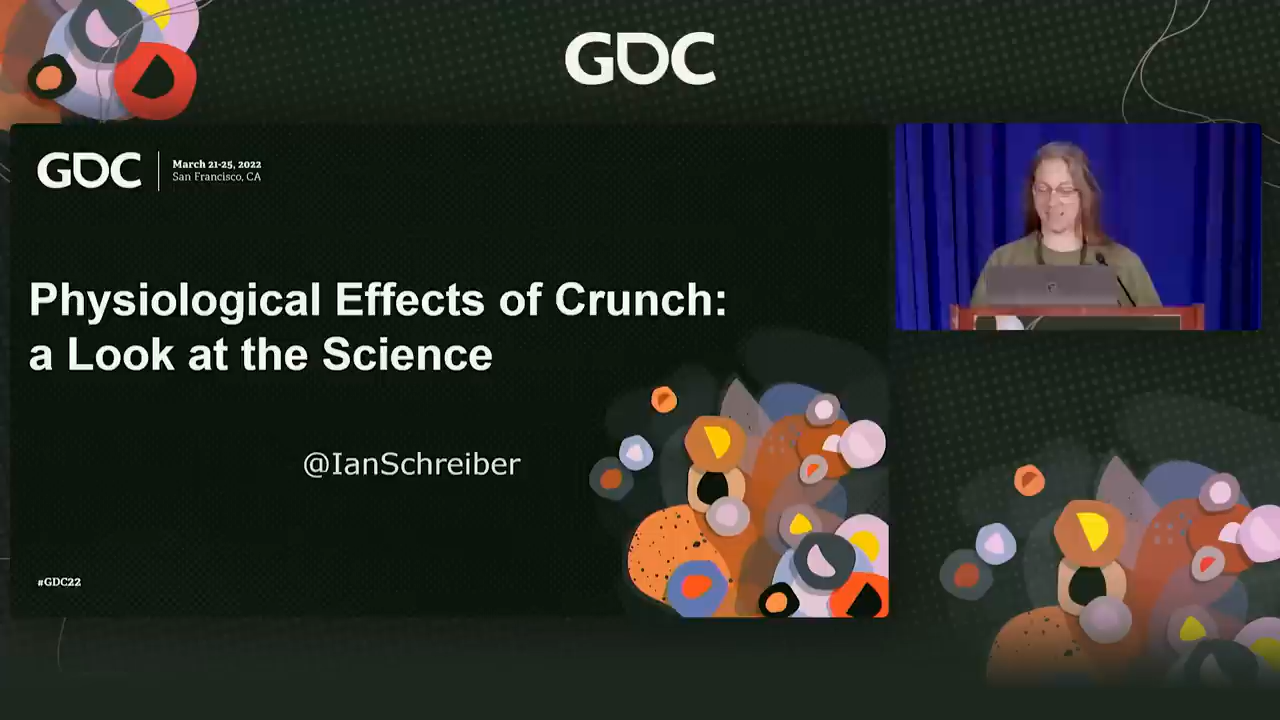 GDC
GDC
March 21-25, 2022
San Francisco, CA
Physiological Effects of Crunch:
a Look at the Science
@IanSchreiber
#GDC22